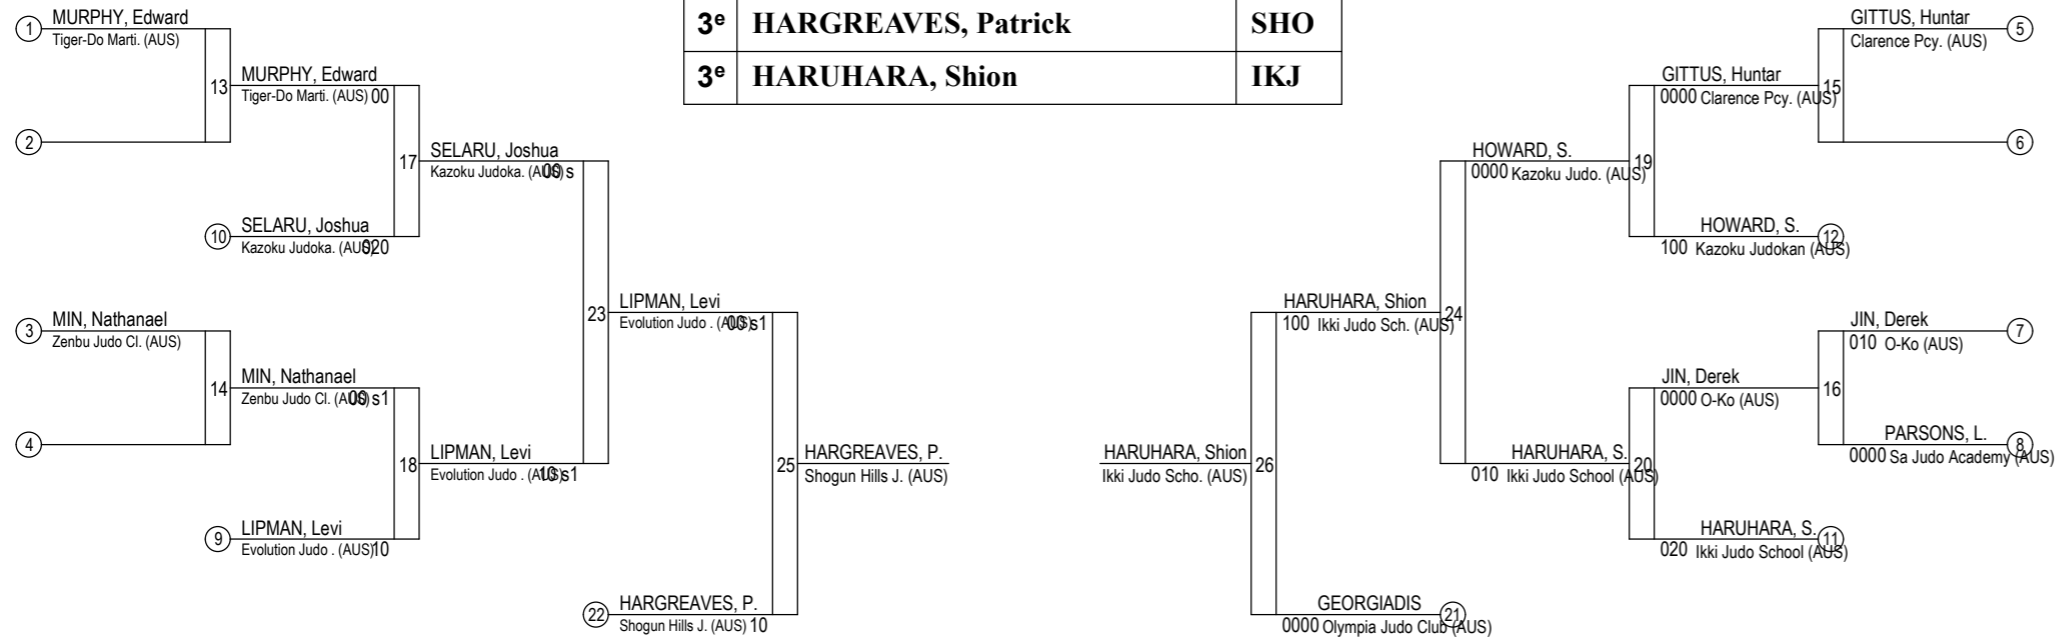 3e HARGREAVES, Patrick SHO
3e HARUHARA, Shion IKJ
1 MURPHY, Edward
Tiger-Do Marti. (AUS)
13 MURPHY, Edward
Tiger-Do Marti. (AUS) 00
2
17 SELARU, Joshua
Kazoku Judoka. (AUS) 00 s
10 SELARU, Joshua
Kazoku Judoka. (AUS) 020
23 LIPMAN, Levi
Evolution Judo . (AUS) 00 s1
3 MIN, Nathanael
Zenbu Judo Cl. (AUS)
14 MIN, Nathanael
Zenbu Judo Cl. (AUS) 00 s1
4
18 LIPMAN, Levi
Evolution Judo . (AUS) 10 s1
9 LIPMAN, Levi
Evolution Judo . (AUS) 10
25 HARGREAVES, P.
Shogun Hills J. (AUS)
22 HARGREAVES, P.
Shogun Hills J. (AUS) 10
GITTUS, Huntar 5
Clarence Pcy. (AUS)
GITTUS, Huntar 15
0000 Clarence Pcy. (AUS)
6
HOWARD, S. 19
0000 Kazoku Judo. (AUS)
HOWARD, S. 12
100 Kazoku Judokan (AUS)
HARUHARA, Shion 24
100 Ikki Judo Sch. (AUS)
JIN, Derek 7
010 O-Ko (AUS)
JIN, Derek 16
0000 O-Ko (AUS)
PARSONS, L. 8
0000 Sa Judo Academy (AUS)
HARUHARA, S. 20
010 Ikki Judo School (AUS)
HARUHARA, S. 11
020 Ikki Judo School (AUS)
HARUHARA, Shion 26
Ikki Judo Scho. (AUS)
GEORGIADIS 21
0000 Olympia Judo Club (AUS)